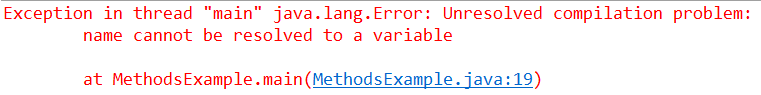 Exception in thread "main" java.lang.Error: Unresolved compilation problem:
name cannot be resolved to a variable
at MethodsExample.main(MethodsExample.java:19)